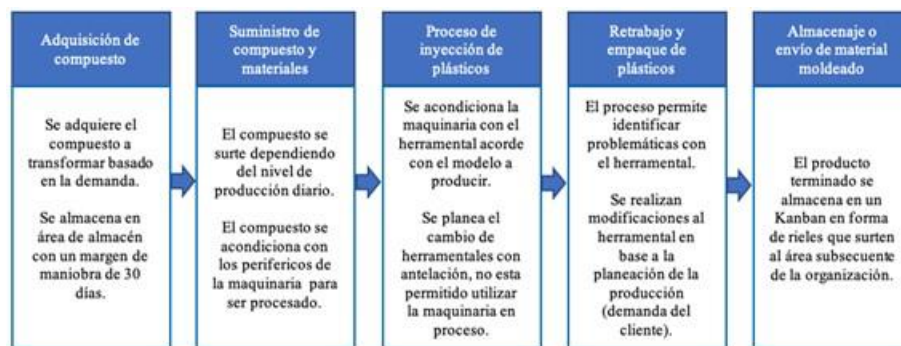 Adquisición de
compuesto
Se adquiere el
compuesto a
transformar basado
en la demanda.
Se almacena en
área de almacén
con un margen de
maniobra de 30
días.
Suministro de
compuesto y
materiales
El compuesto se
surte dependiendo
del nivel de
producción diario.
El compuesto se
acondiciona con
los perifericos de
la maquinaria para
ser procesado.
Proceso de
inyección de
plásticos
Se acondiciona la
maquinaria con el
herramental acorde
con el modelo a
producir.
Se planea el
cambio de
herramentales con
antelación, no esta
permitido utilizar
la maquinaria en
proceso.
Retrabajo y
empaque de
plásticos
El proceso permite
identificar
problemáticas con
el herramental.
Se realizan
modificaciones al
herramental en
base a la
planeación de la
producción
(demanda del
cliente).
Almacenaje o
envío de material
moldeado
El producto
terminado se
almacena en un
Kanban en forma
de rieles que surten
al área subsecuente
de la organización.